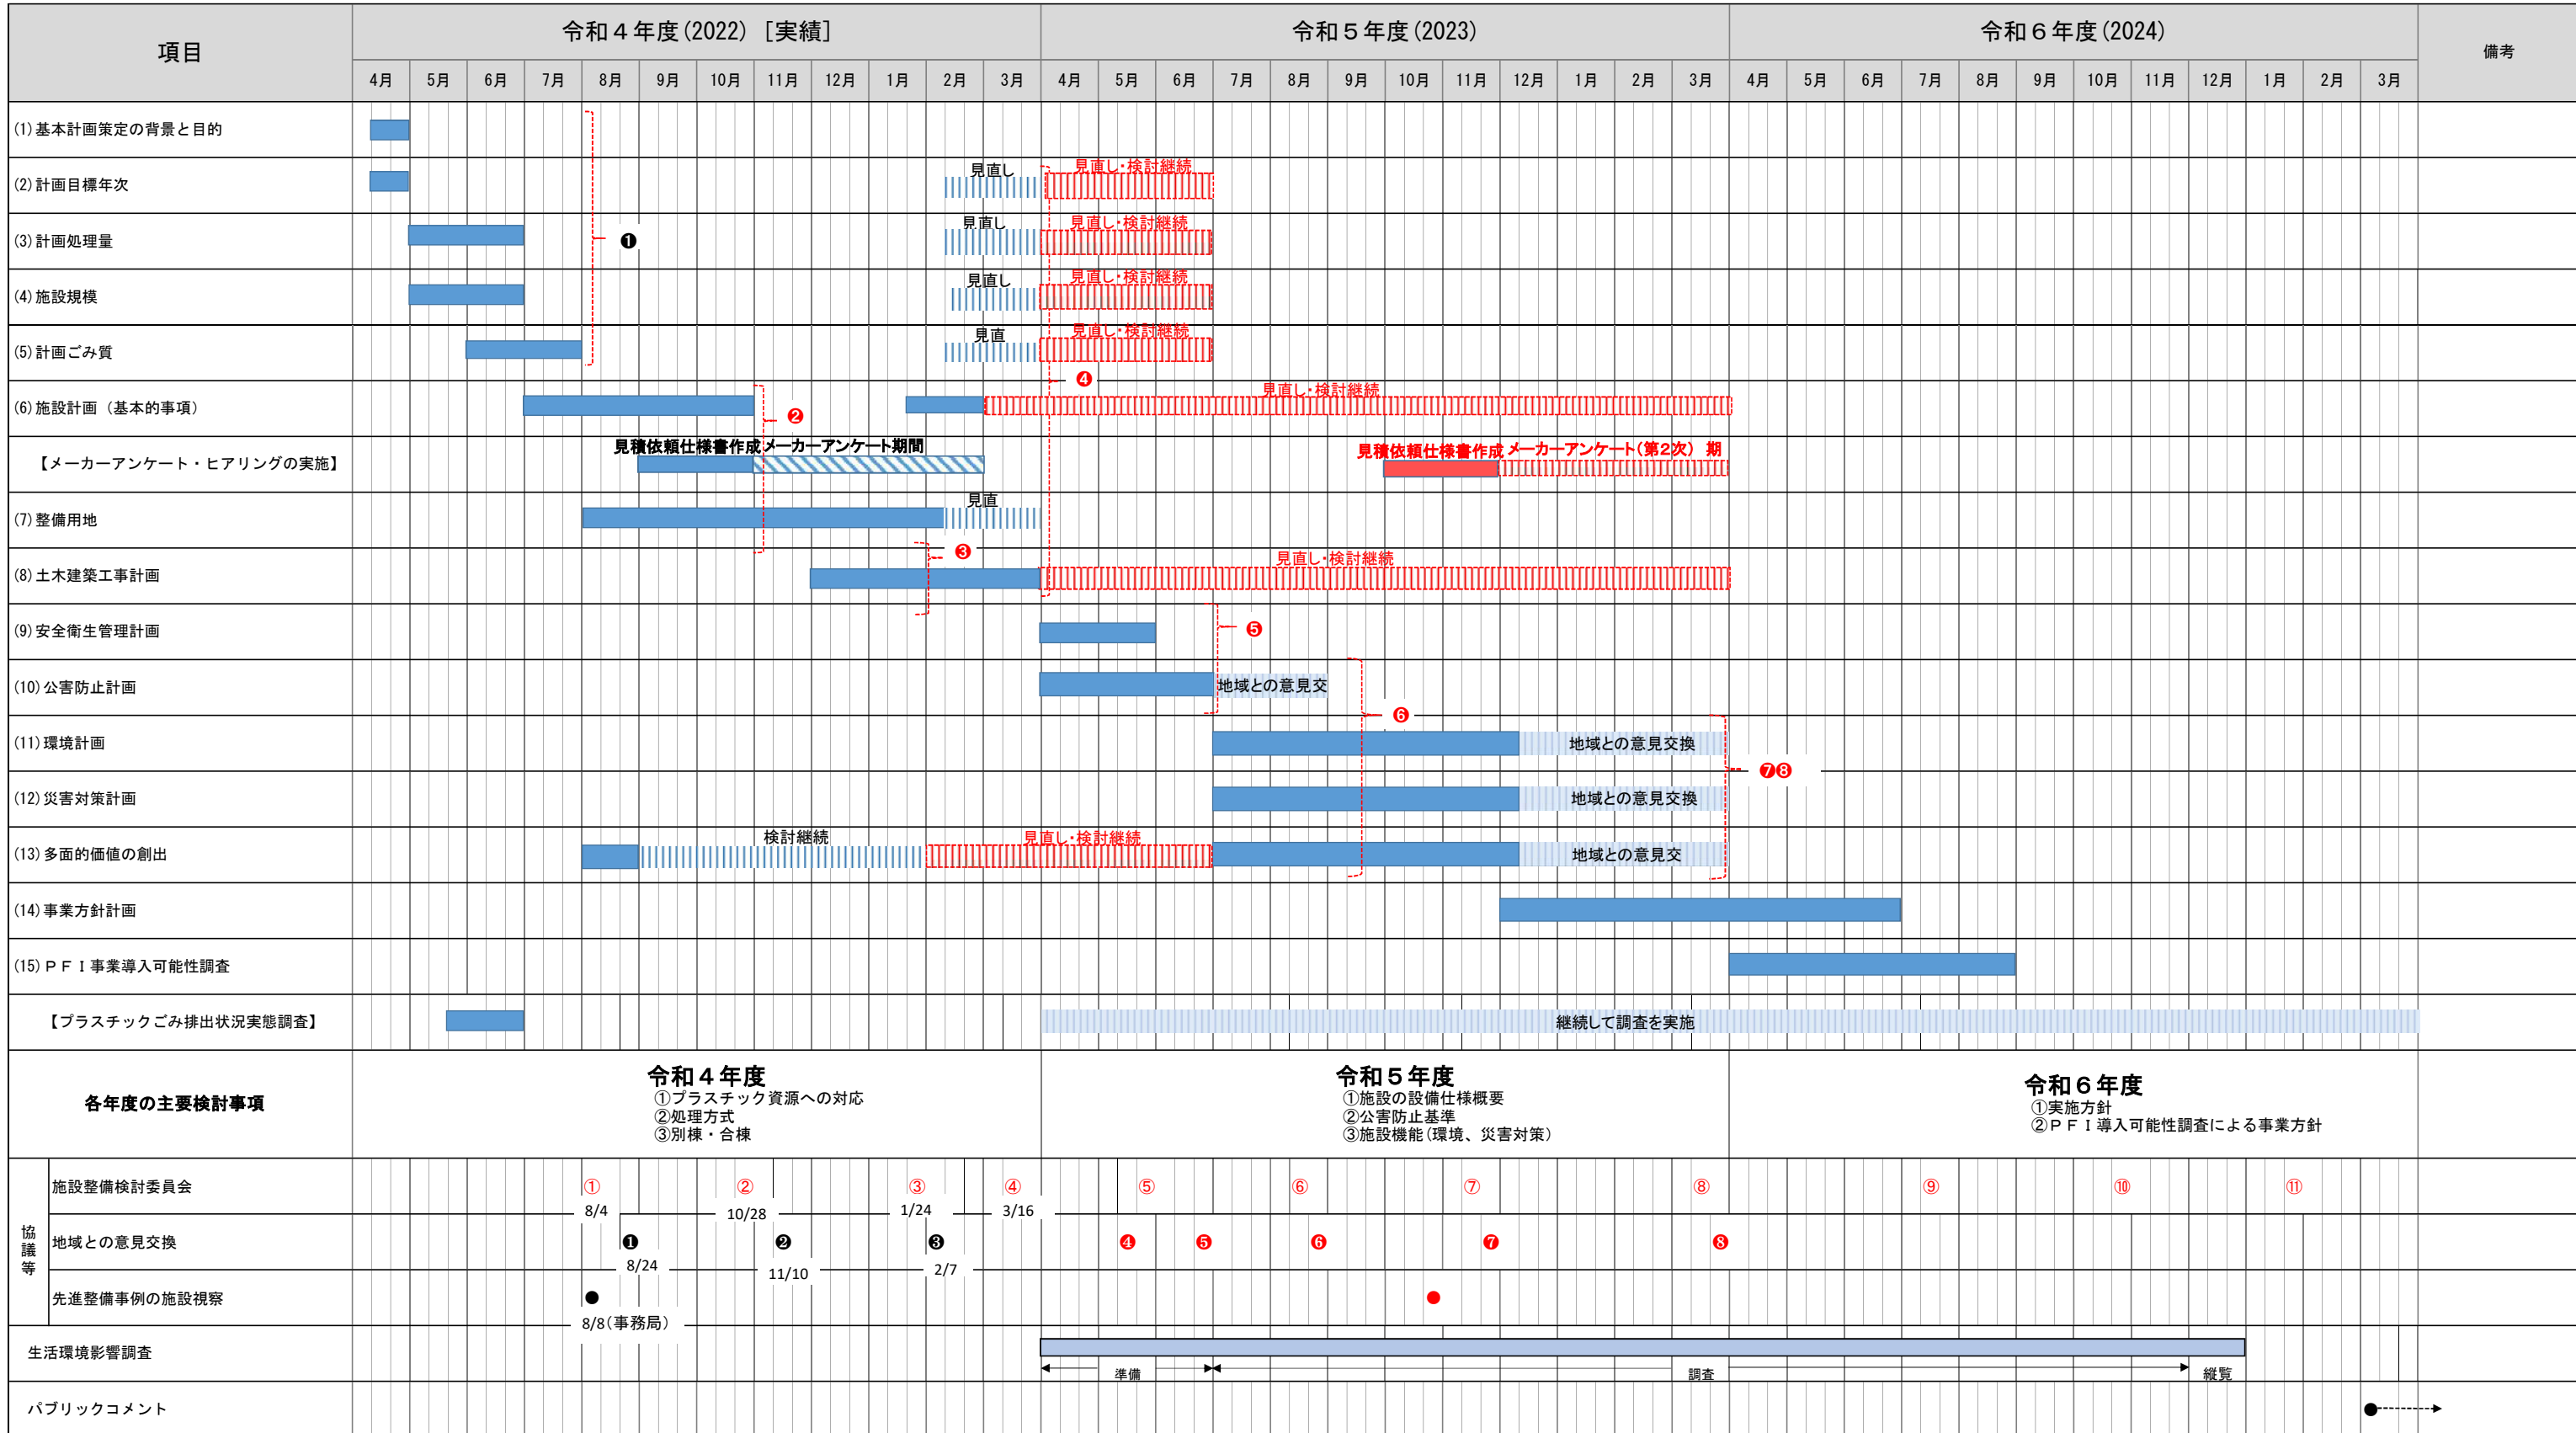 項目
令和４年度(2022) [実績]
令和５年度(2023)
令和６年度(2024)
備考
4月 5月 6月 7月 8月 9月 10月 11月 12月 1月 2月 3月 4月 5月 6月 7月 8月 9月 10月 11月 12月 1月 2月 3月 4月 5月 6月 7月 8月 9月 10月 11月 12月 1月 2月 3月
(1)基本計画策定の背景と目的
(2)計画目標年次
見直し
見直し・検討継続
(3)計画処理量
❶
見直し
見直し・検討継続
(4)施設規模
見直し
見直し・検討継続
(5)計画ごみ質
見直
見直し・検討継続
❹
(6)施設計画（基本的事項）
❷
見直し・検討継続
【メーカーアンケート・ヒアリングの実施】
見積依頼仕様書作成 メーカーアンケート期間
見積依頼仕様書作成 メーカーアンケート(第2次) 期
(7)整備用地
見直
❸
(8)土木建築工事計画
見直し・検討継続
(9)安全衛生管理計画
❺
(10)公害防止計画
地域との意見交
❻
(11)環境計画
地域との意見交換
❼❽
(12)災害対策計画
地域との意見交換
(13)多面的価値の創出
検討継続
見直し・検討継続
地域との意見交
(14)事業方針計画
(15)ＰＦＩ事業導入可能性調査
【プラスチックごみ排出状況実態調査】
継続して調査を実施
各年度の主要検討事項
令和４年度
①プラスチック資源への対応
②処理方式
③別棟・合棟
令和５年度
①施設の設備仕様概要
②公害防止基準
③施設機能(環境、災害対策)
令和６年度
①実施方針
②ＰＦＩ導入可能性調査による事業方針
協議等
施設整備検討委員会
① ② ③ ④ ⑤ ⑥ ⑦ ⑧ ⑨ ⑩ ⑪
8/4 10/28 1/24 3/16
地域との意見交換
❶ ❷ ❸ ❹ ❺ ❻ ❼ ❽
8/24 11/10 2/7
先進整備事例の施設視察
8/8(事務局)
生活環境影響調査
準備 調査 縦覧
パブリックコメント